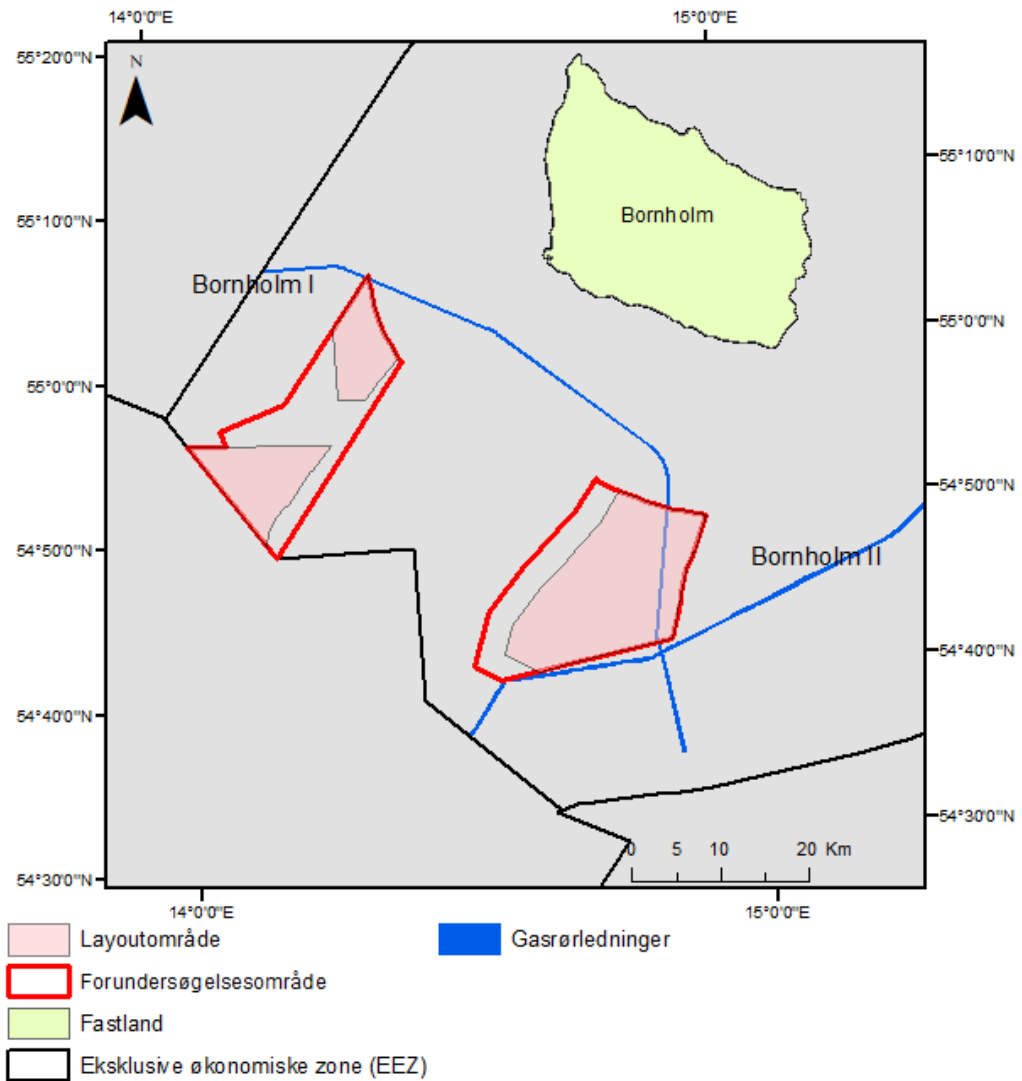 14°0'0"E 15°0'0"E
55°20'0"N
N
55°10'0"N
Bornholm
55°10'0"N
Bornholm I
55°0'0"N
55°0'0"N
54°50'0"N
54°50'0"N
Bornholm II
54°40'0"N
54°40'0"N
54°30'0"N
0 5 10 20 Km
54°30'0"N
14°0'0"E 15°0'0"E
Layoutområde Gasrørledninger
Forundersøgelsesområde
Fastland
Eksklusive økonomiske zone (EEZ)